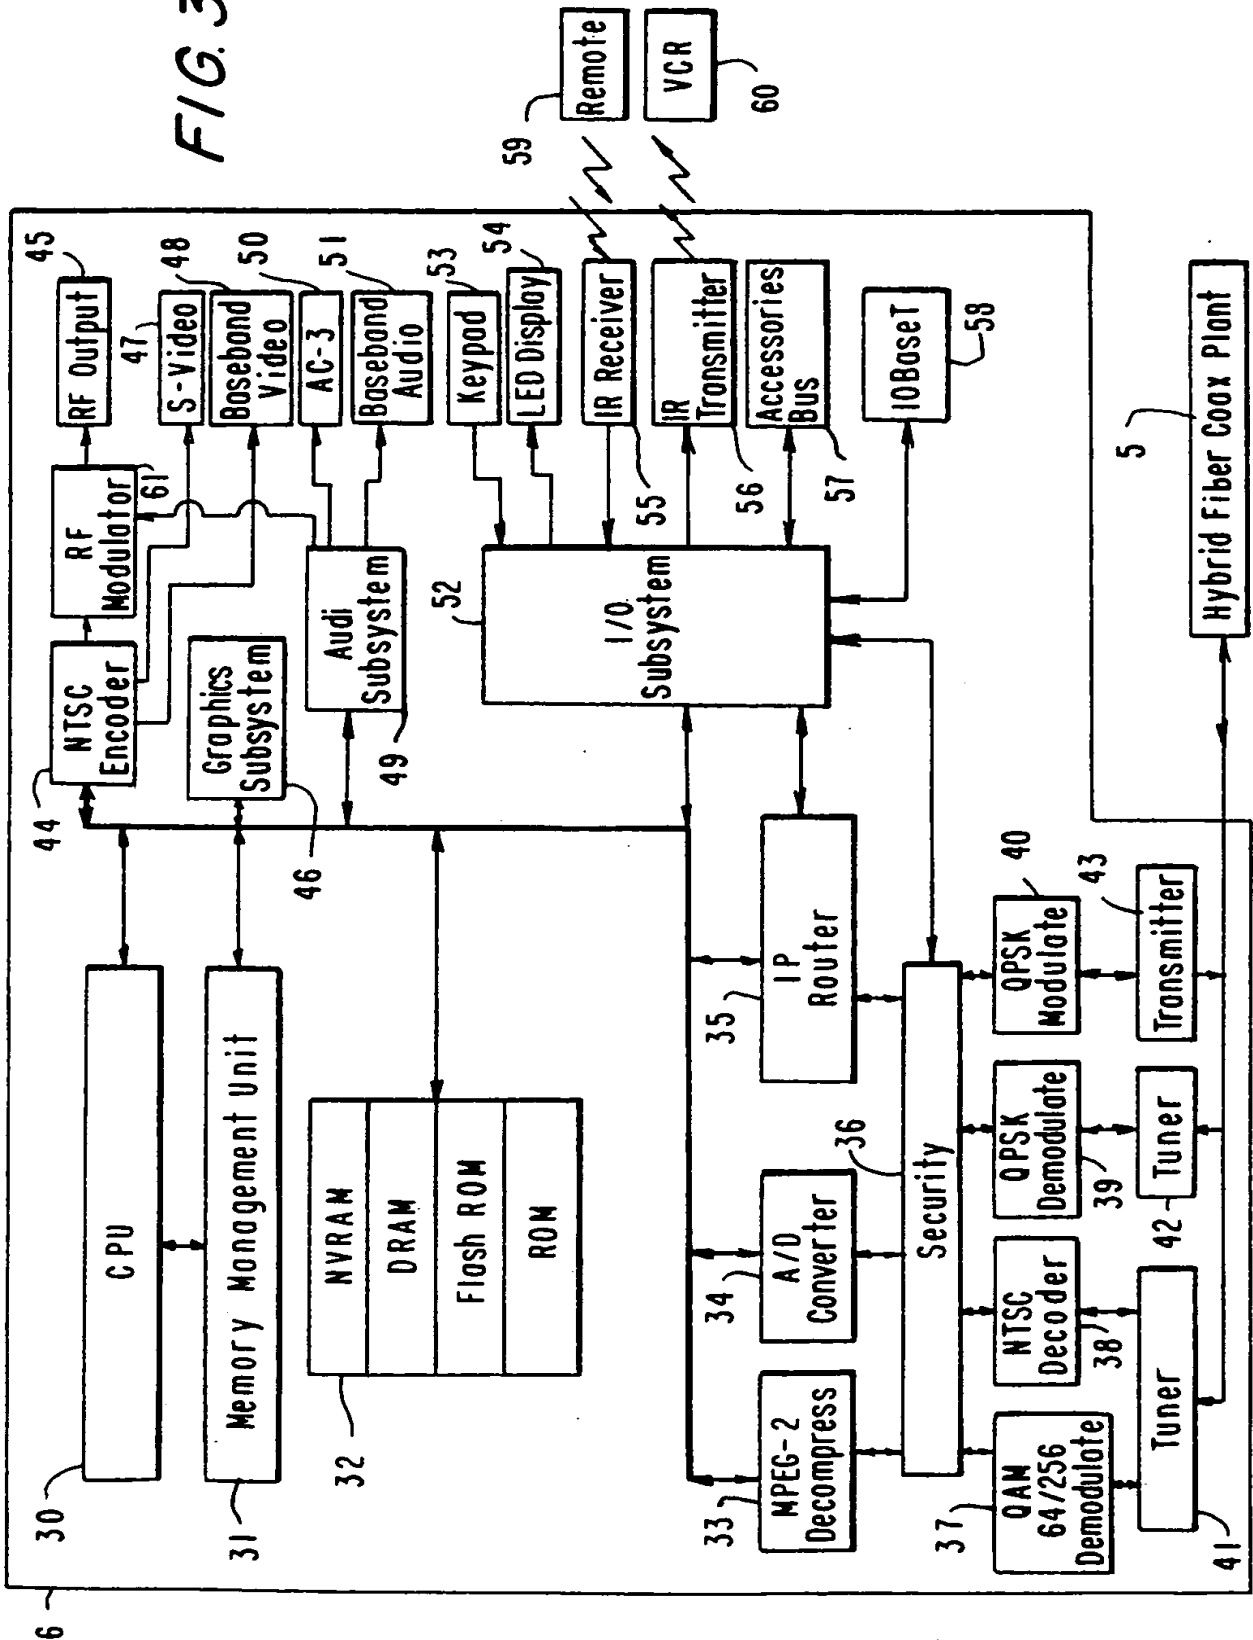 FIG. 3
6
30
CPU
31
Memory Management Unit
32
NVRAM
DRAM
Flash ROM
ROM
44
NTSC
Encoder
RF
Modulator
61
RF Output
45
47
S-Video
48
Baseband
Video
50
AC-3
51
Baseband
Audio
46
Graphics
Subsystem
49
Audi
Subsystem
53
Keypad
54
LED Display
52
I/O
Subsystem
55
IR Receiver
56
IR
Transmitter
57
Accessories
Bus
58
10BaseT
59
Remote
VCR
60
33
MPEG-2
Decompress
34
A/D
Converter
35
IP
Router
36
Security
37
QAM
64/256
Demodulate
NTSC
Decoder
38
QPSK
Demodulate
39
40
QPSK
Modulate
41
Tuner
42
Tuner
43
Transmitter
5
Hybrid Fiber Coax Plant